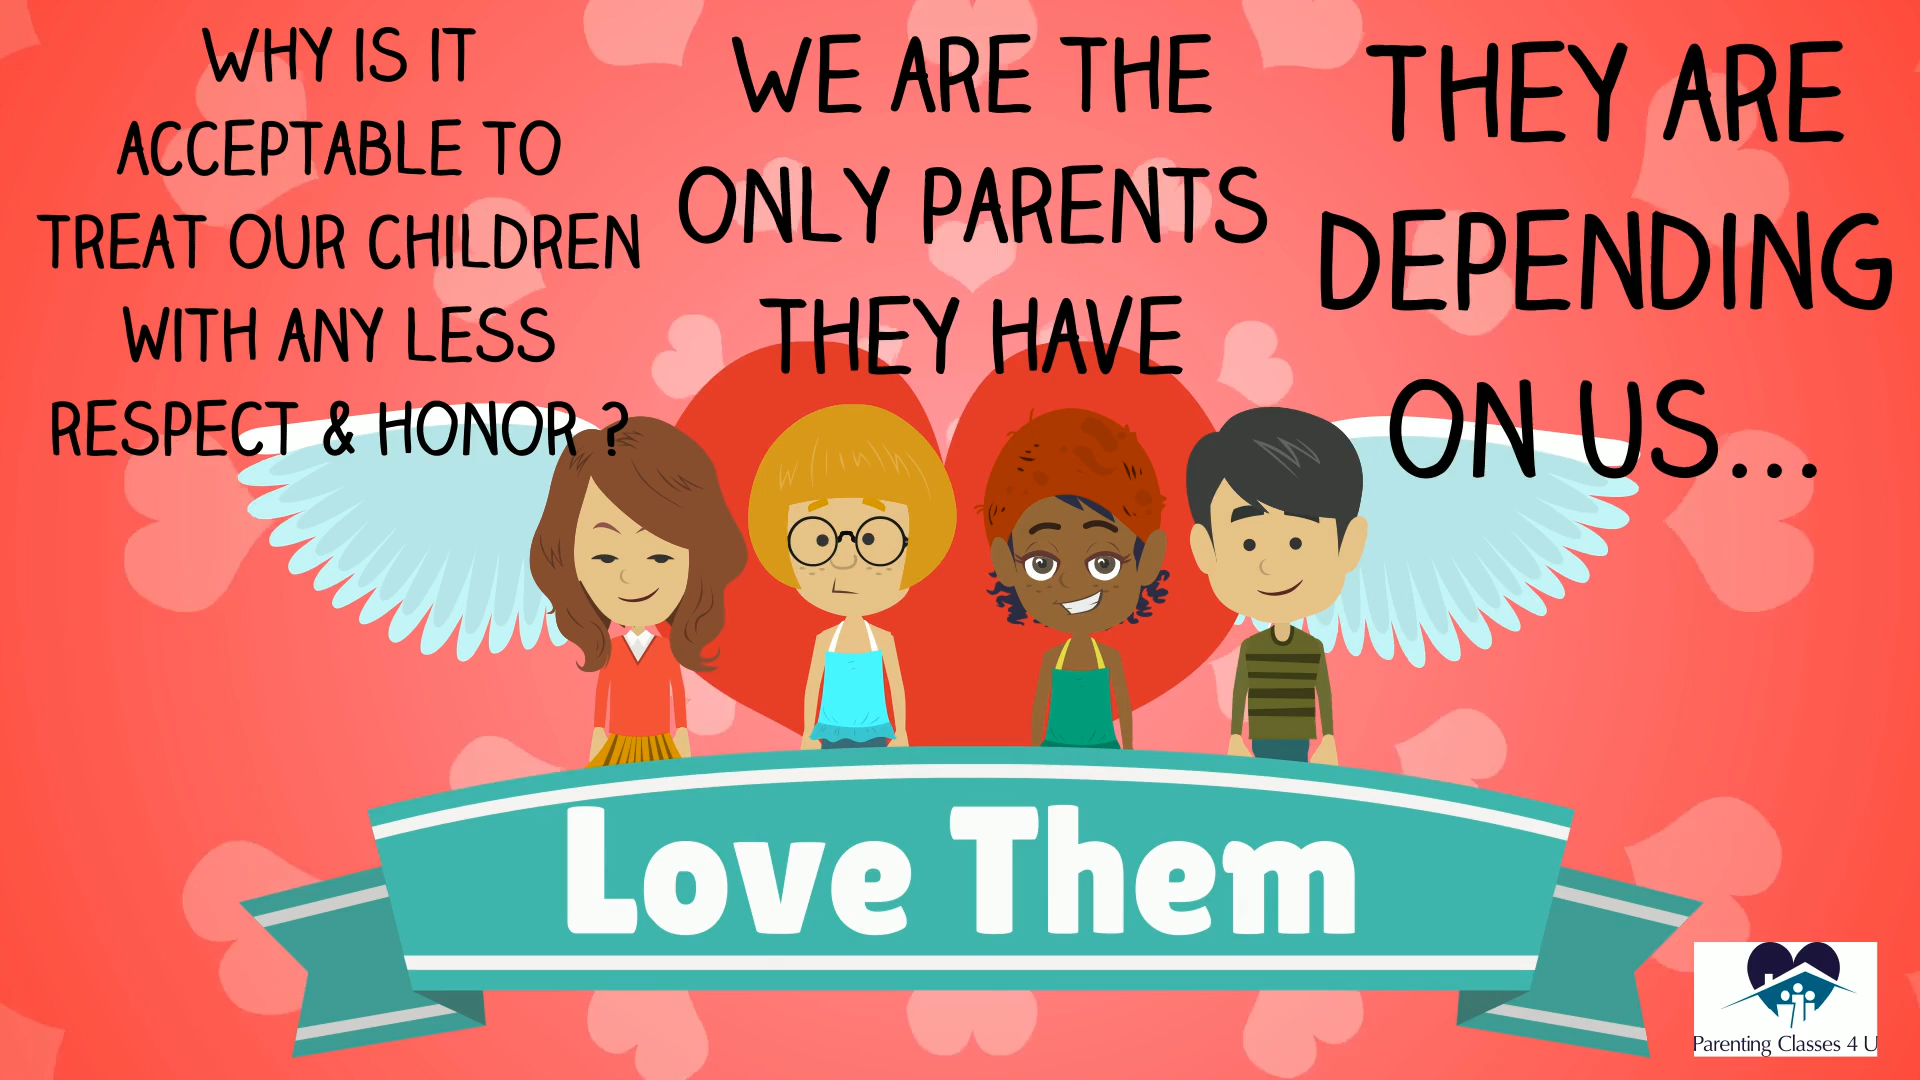 WHY IS IT
ACCEPTABLE TO
TREAT OUR CHILDREN
WITH ANY LESS
RESPECT & HONOR ?
WE ARE THE
ONLY PARENTS
THEY HAVE
THEY ARE
DEPENDING
ON US...
Love Them
Parenting Classes 4 U